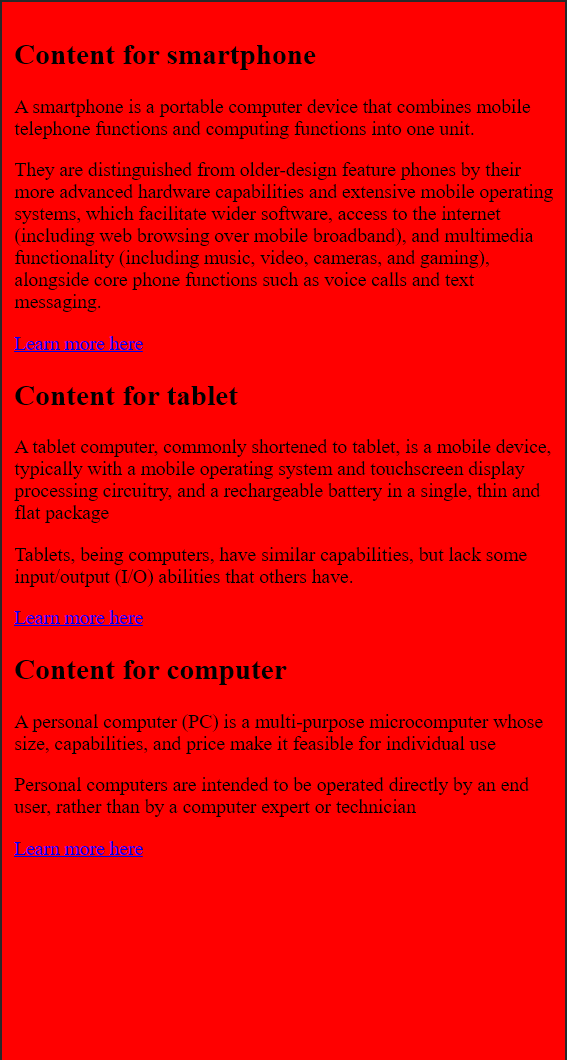 Content for smartphone
A smartphone is a portable computer device that combines mobile
telephone functions and computing functions into one unit.
They are distinguished from older-design feature phones by their
more advanced hardware capabilities and extensive mobile operating
systems, which facilitate wider software, access to the internet
(including web browsing over mobile broadband), and multimedia
functionality (including music, video, cameras, and gaming),
alongside core phone functions such as voice calls and text
messaging.
Learn more here
Content for tablet
A tablet computer, commonly shortened to tablet, is a mobile device,
typically with a mobile operating system and touchscreen display
processing circuitry, and a rechargeable battery in a single, thin and
flat package
Tablets, being computers, have similar capabilities, but lack some
input/output (I/O) abilities that others have.
Learn more here
Content for computer
A personal computer (PC) is a multi-purpose microcomputer whose
size, capabilities, and price make it feasible for individual use
Personal computers are intended to be operated directly by an end
user, rather than by a computer expert or technician
Learn more here